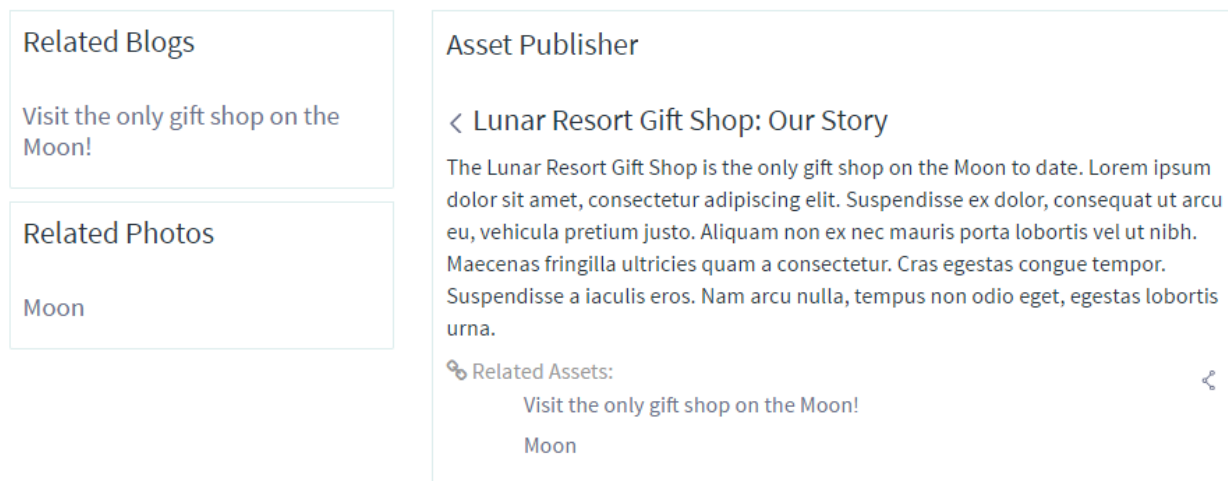 Related Blogs
Visit the only gift shop on the
Moon!
Related Photos
Moon
Asset Publisher
Lunar Resort Gift Shop: Our Story
The Lunar Resort Gift Shop is the only gift shop on the Moon to date. Lorem ipsum
dolor sit amet, consectetur adipiscing elit. Suspendisse ex dolor, consequat ut arcu
eu, vehicula pretium justo. Aliquam non ex nec mauris porta lobortis vel ut nibh.
Maecenas fringilla ultricies quam a consectetur. Cras egestas congue tempor.
Suspendisse a iaculis eros. Nam arcu nulla, tempus non odio eget, egestas lobortis
urna.
Related Assets:
Visit the only gift shop on the Moon!
Moon